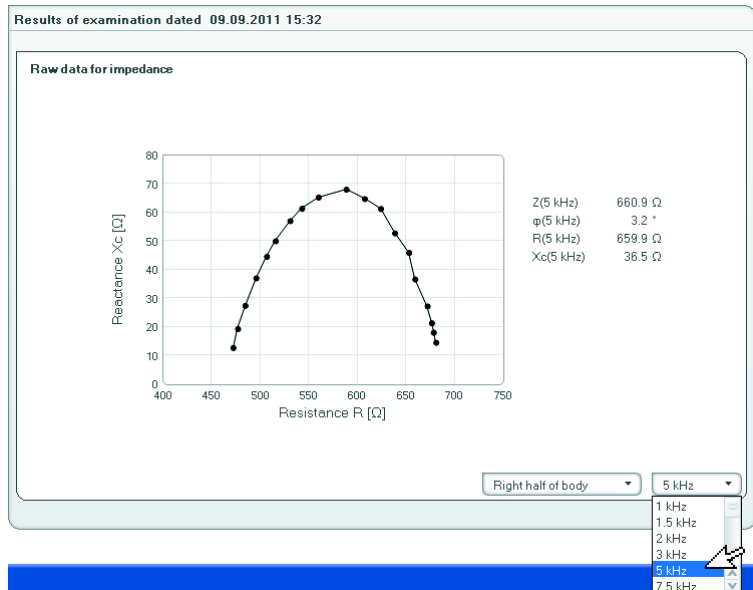 Results of examination dated 09.09.2011 15:32
Raw data for impedance
80
70
60
50
40
30
20
10
0
Reactance Xc [Ω]
400 450 500 550 600 650 700 750
Resistance R [Ω]
Z(5 kHz) 660.9 Ω
φ(5 kHz) 3.2 °
R(5 kHz) 659.9 Ω
Xc(5 kHz) 36.5 Ω
Right half of body
5 kHz
1 kHz
1.5 kHz
2 kHz
3 kHz
5 kHz
7.5 kHz